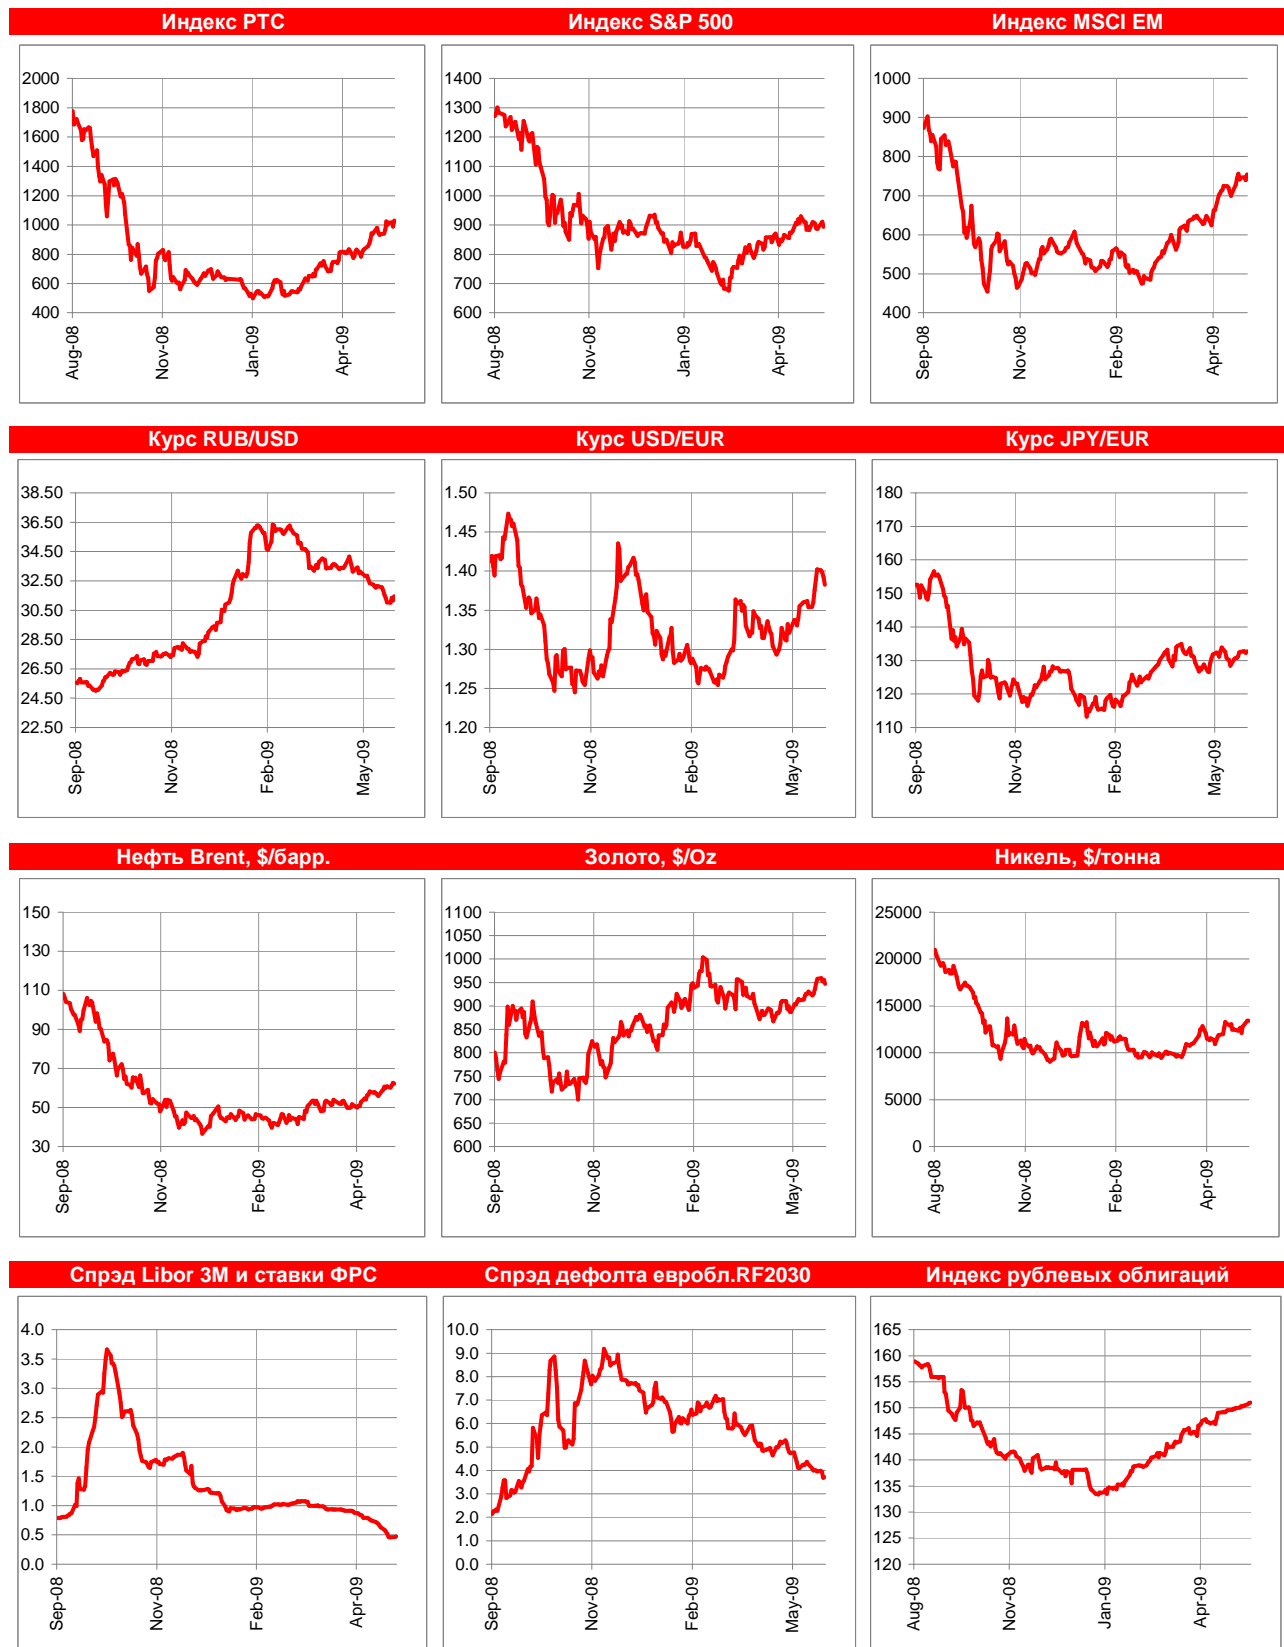 Индекс РТС
2000
1800
1600
1400
1200
1000
800
600
400
Aug-08
Nov-08
Jan-09
Apr-09
Индекс S&P 500
1400
1300
1200
1100
1000
900
800
700
600
Aug-08
Nov-08
Jan-09
Apr-09
Индекс MSCI EM
1000
900
800
700
600
500
400
Sep-08
Nov-08
Feb-09
Apr-09
Курс RUB/USD
38.50
36.50
34.50
32.50
30.50
28.50
26.50
24.50
22.50
Sep-08
Nov-08
Feb-09
May-09
Курс USD/EUR
1.50
1.45
1.40
1.35
1.30
1.25
1.20
Sep-08
Nov-08
Feb-09
May-09
Курс JPY/EUR
180
170
160
150
140
130
120
110
Sep-08
Nov-08
Feb-09
May-09
Нефть Brent, $/барр.
150
130
110
90
70
50
30
Sep-08
Nov-08
Feb-09
Apr-09
Золото, $/Oz
1100
1050
1000
950
900
850
800
750
700
650
600
Sep-08
Nov-08
Feb-09
May-09
Никель, $/тонна
25000
20000
15000
10000
5000
0
Aug-08
Nov-08
Jan-09
Apr-09
Спрэд Libor 3M и ставки ФРС
4.0
3.5
3.0
2.5
2.0
1.5
1.0
0.5
0.0
Sep-08
Nov-08
Feb-09
Apr-09
Спрэд дефолта евробл.RF2030
10.0
9.0
8.0
7.0
6.0
5.0
4.0
3.0
2.0
1.0
0.0
Sep-08
Nov-08
Feb-09
May-09
Индекс рублевых облигаций
165
160
155
150
145
140
135
130
125
120
Aug-08
Nov-08
Jan-09
Apr-09